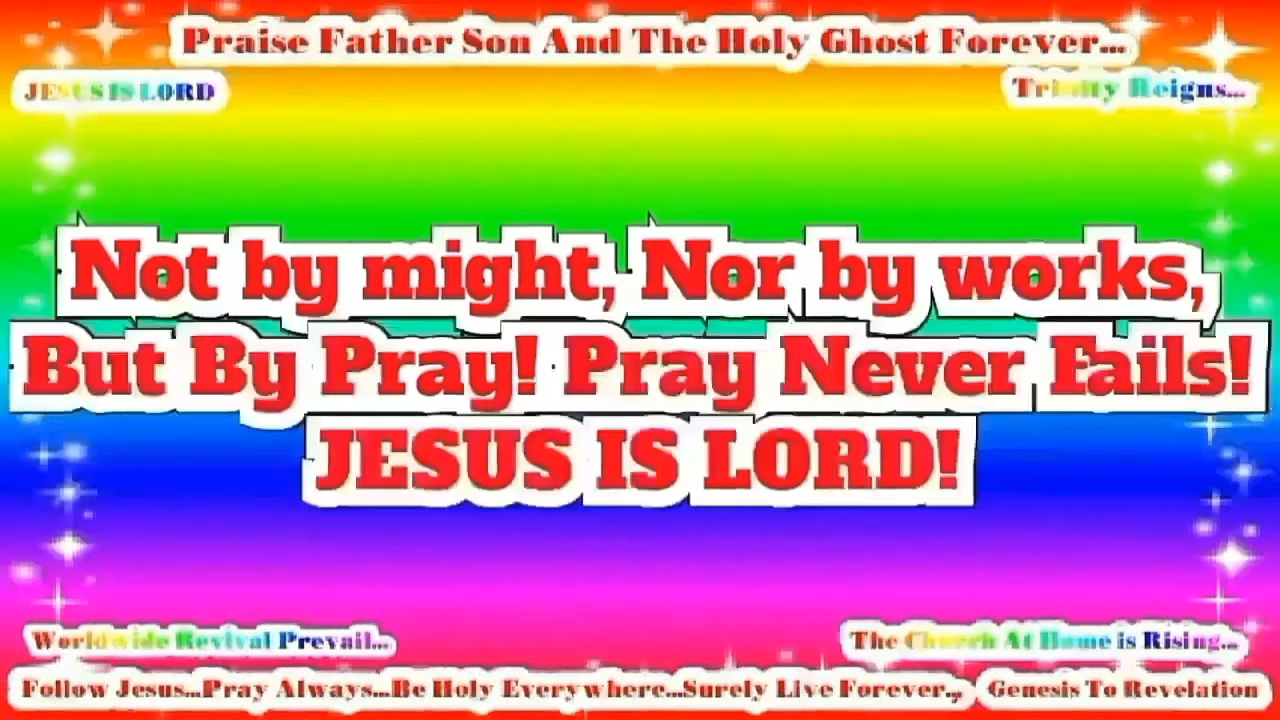 Praise Father Son And The Holy Ghost Forever...
JESUS IS LORD
Trinity Reigns...
Not by might, Nor by works,
But By Pray! Pray Never Fails!
JESUS IS LORD!
Worldwide Revival Prevail...
The Church At Home is Rising...
Follow Jesus...Pray Always...Be Holy Everywhere...Surely Live Forever..,
Genesis To Revelation